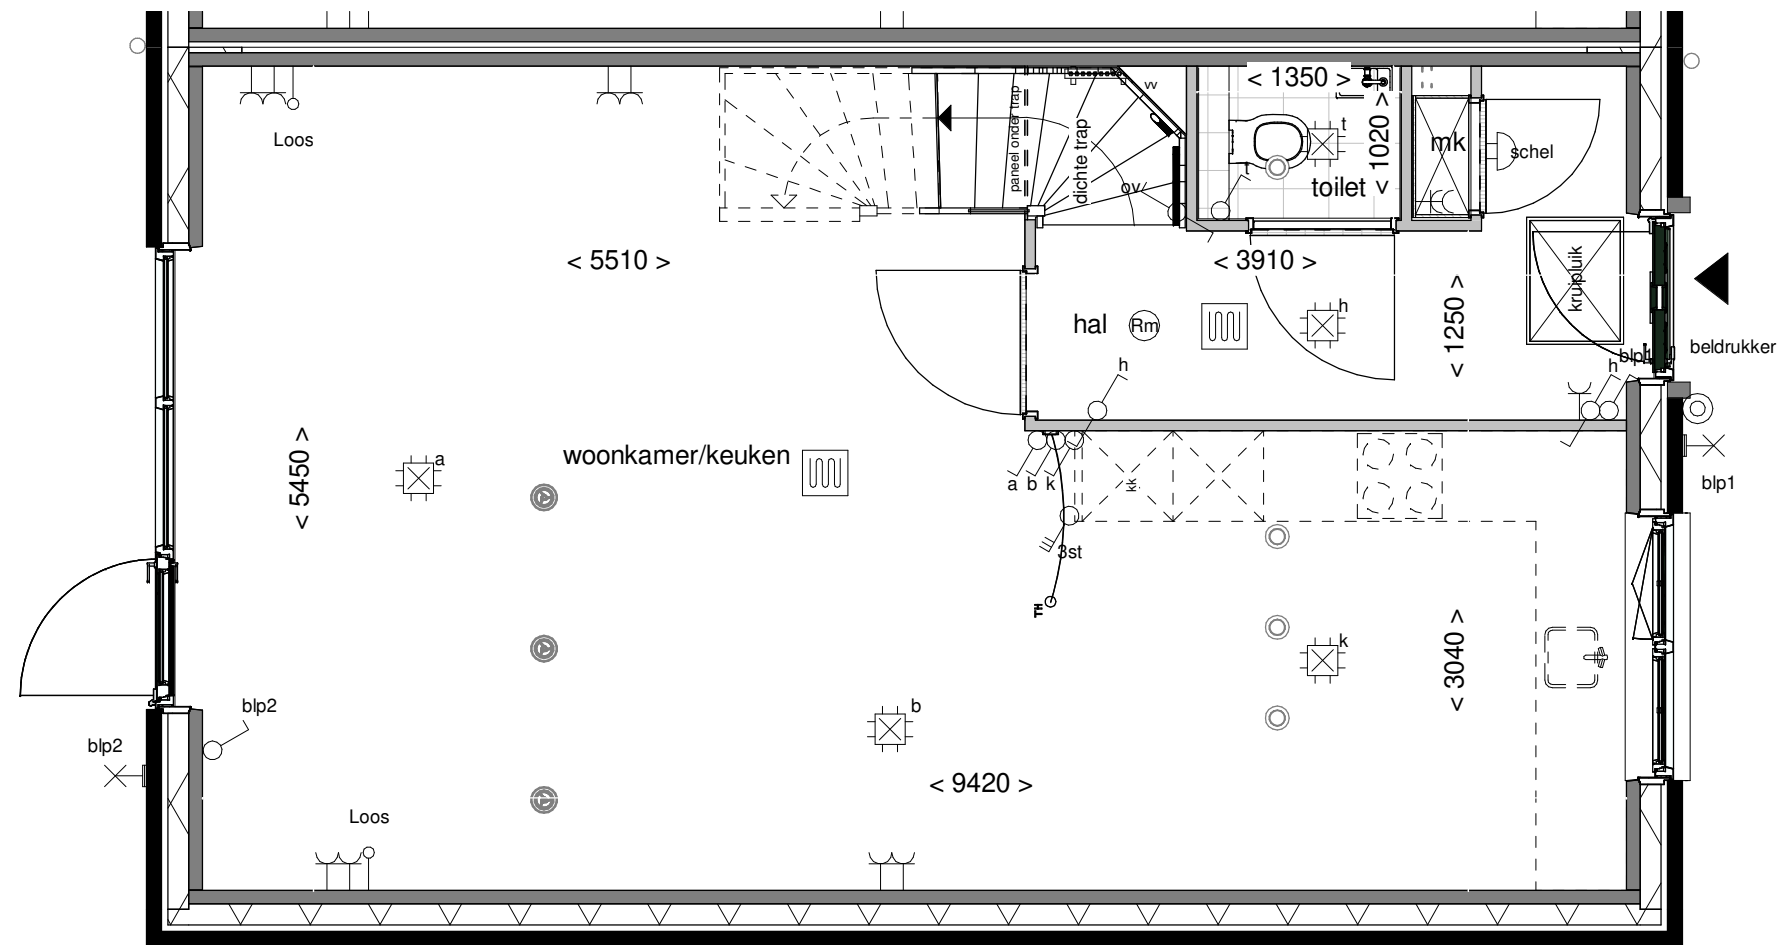 < 1350 >
vv
paneel onder trap
dichte trap
ov
t
t
< 1020 >
toilet
mk
schel
Loos
< 5510 >
< 3910 >
kruipluik
hal
Rm
h
< 1250 >
beldrukker
h
h
blp1
a
woonkamer/keuken
< 5450 >
a
b
k
kk
blp1
3st
TH
k
< 3040 >
blp2
blp2
b
< 9420 >
Loos